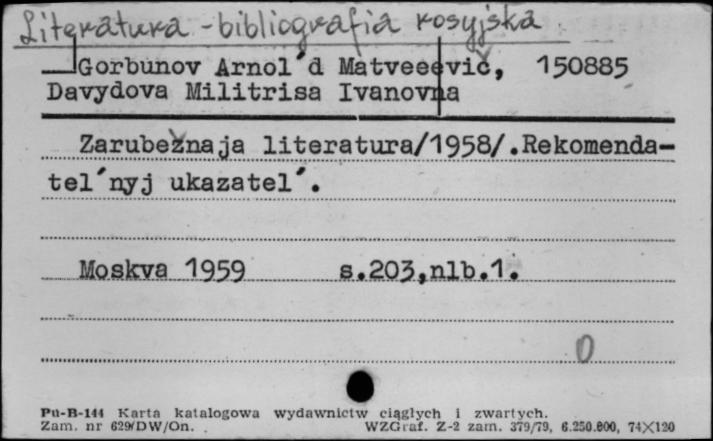 Literatura - bibliografia rosyjska
Gorbunov Arnol´d Matveeevič, 150885
Davydova Militrisa Ivanovna
Zarubežnaja literatura/1958/.Rekomenda-
tel´nyj ukazatel´.
Moskva 1959 s.203,nlb.1.
0
Pu-B-144 Karta katalogowa wydawnictw ciągłych i zwartych.
Zam. nr 629/DW/On. WZGraf. Z-2 zam. 379/79, 6.250.000, 74X120